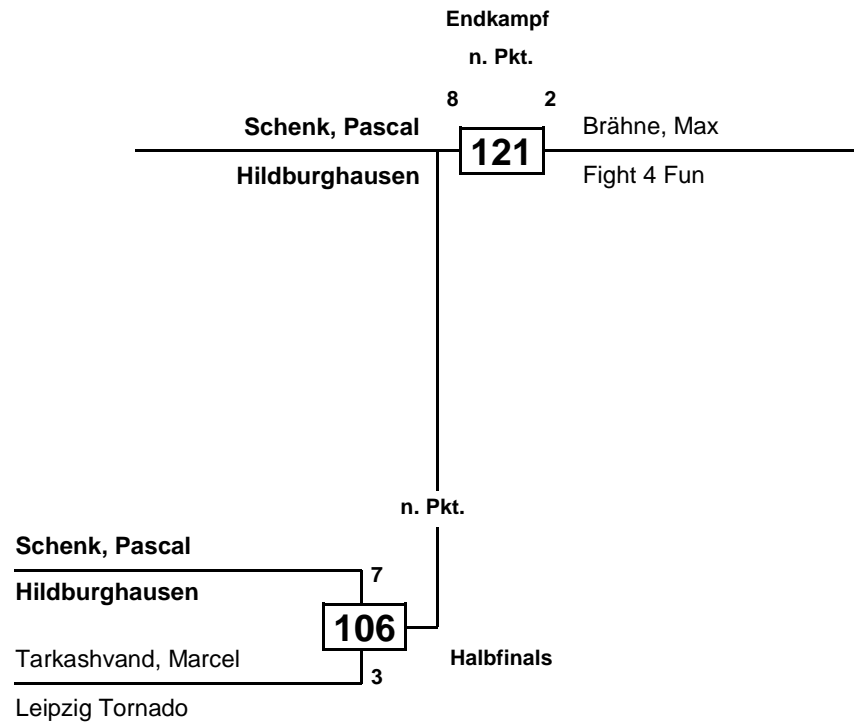 Endkampf
n. Pkt.
8 2
Schenk, Pascal 121 Brähne, Max
Hildburghausen Fight 4 Fun
n. Pkt.
Schenk, Pascal
7
Hildburghausen
106
Tarkashvand, Marcel Halbfinals
3
Leipzig Tornado